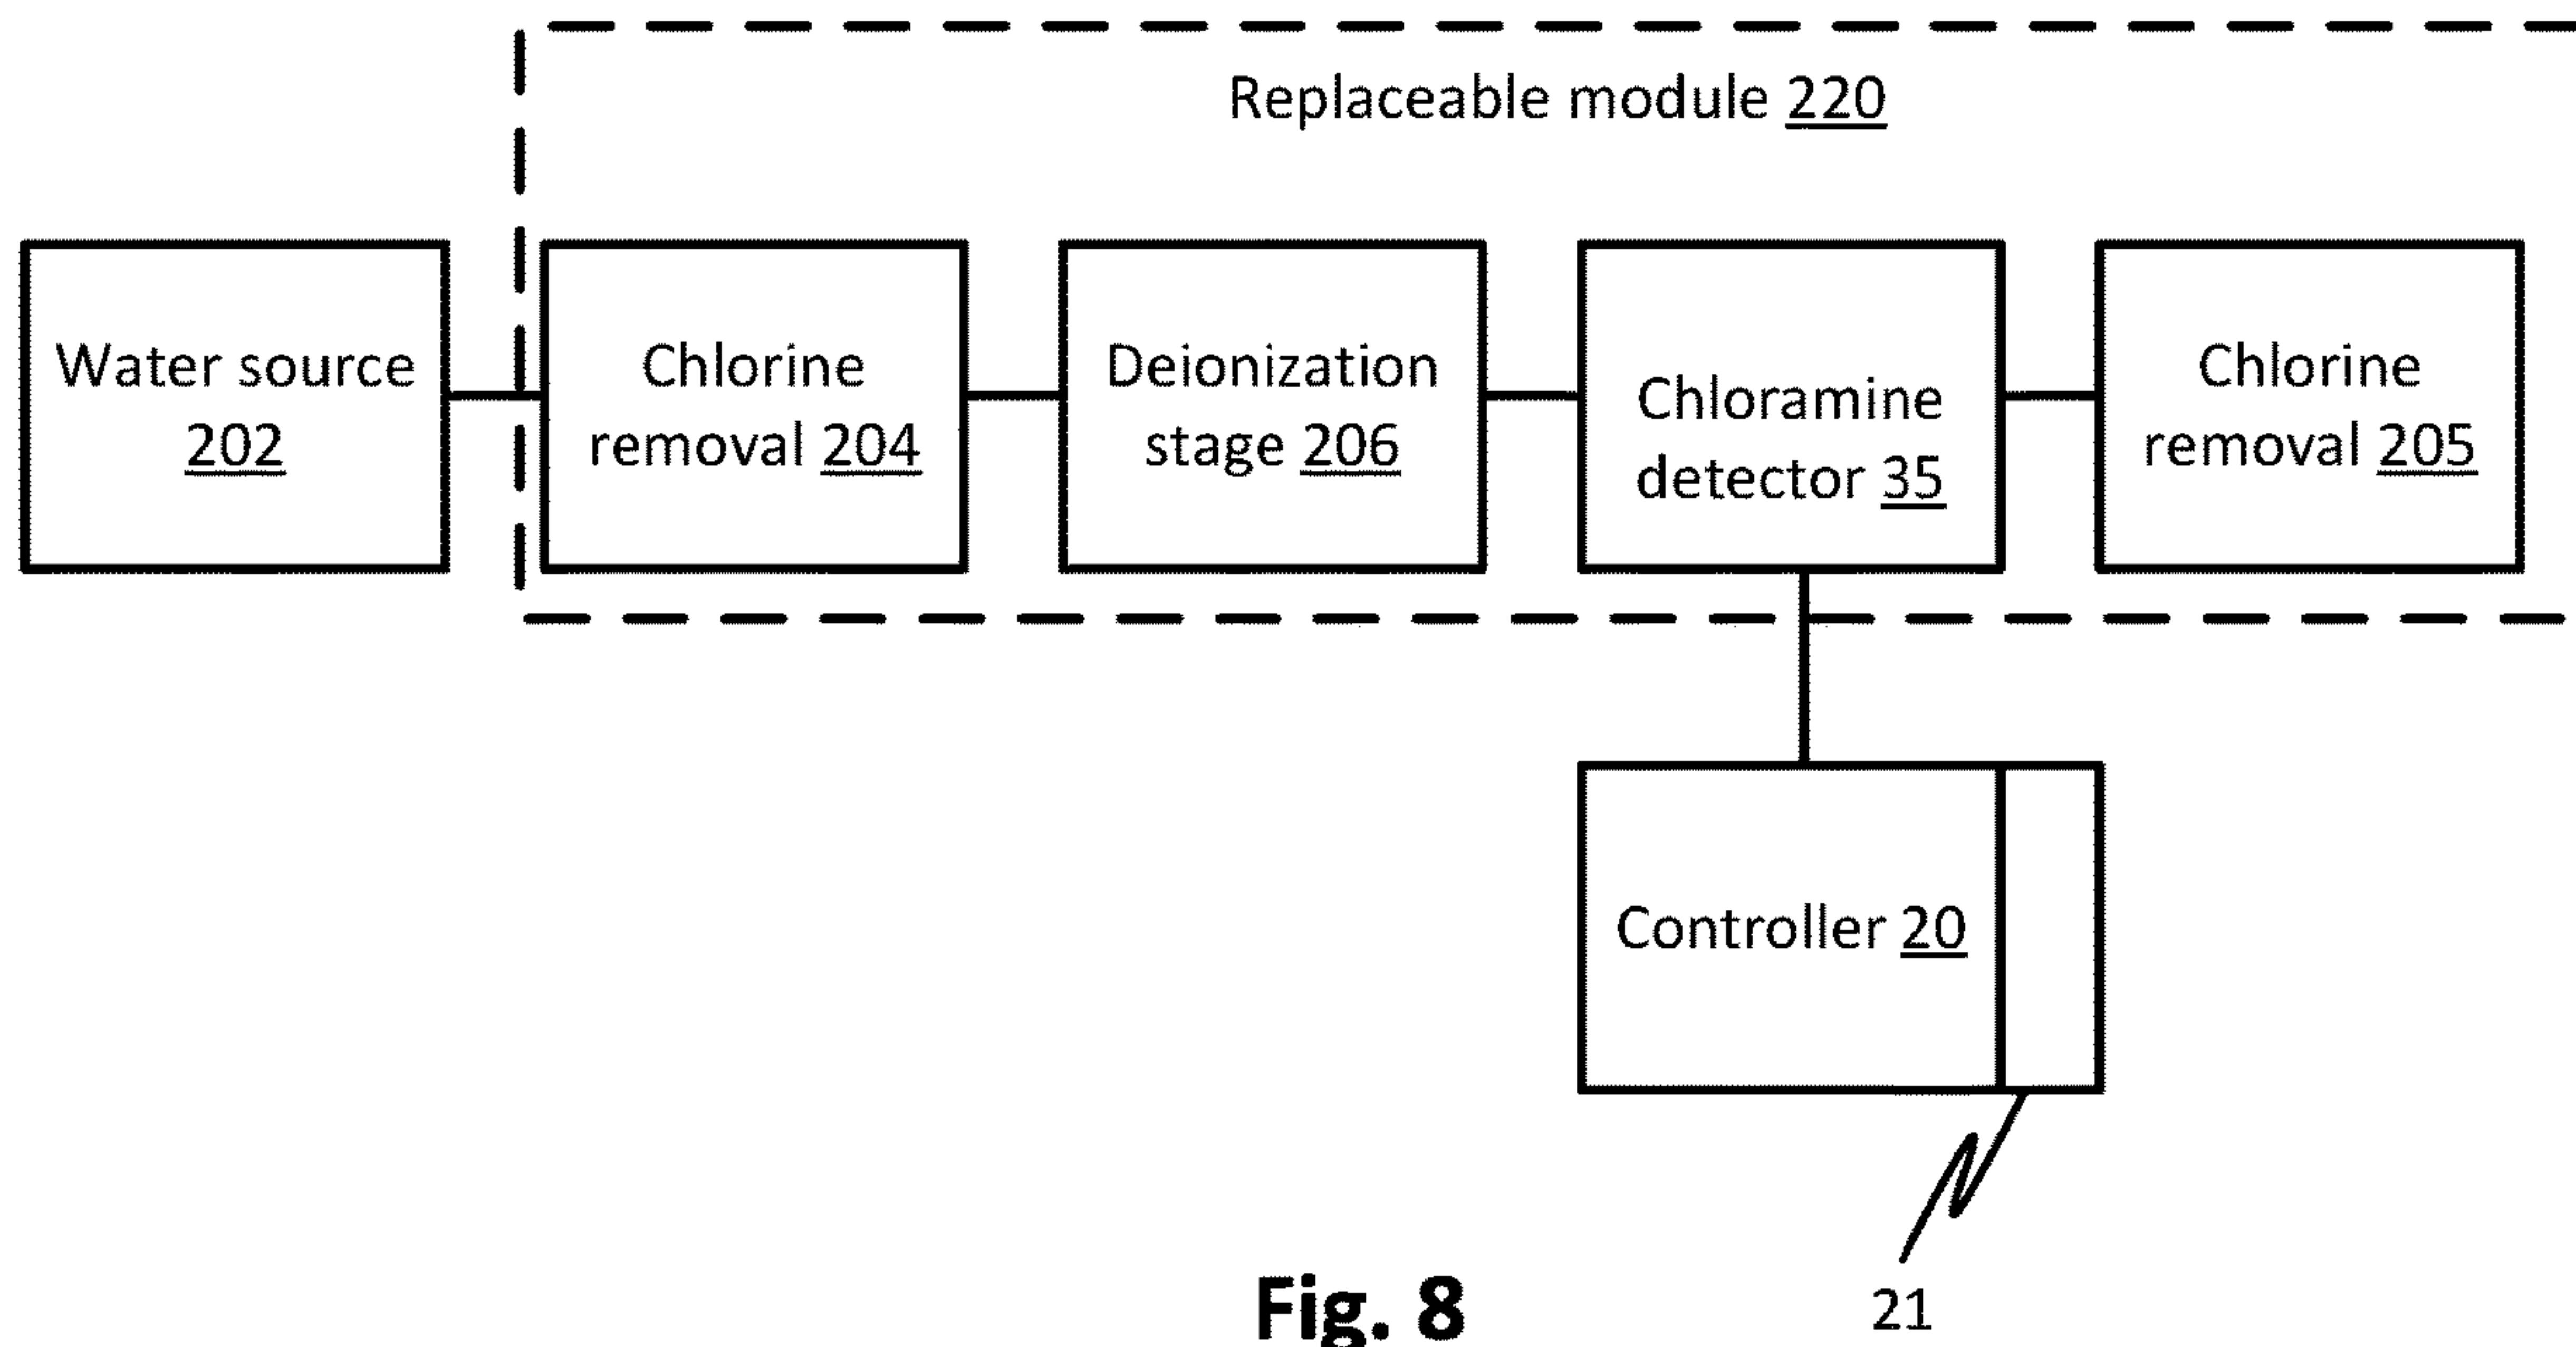 Replaceable module 220
Water source
202
Chlorine
removal 204
Deionization
stage 206
Chloramine
detector 35
Chlorine
removal 205
Controller 20
21
Fig. 8